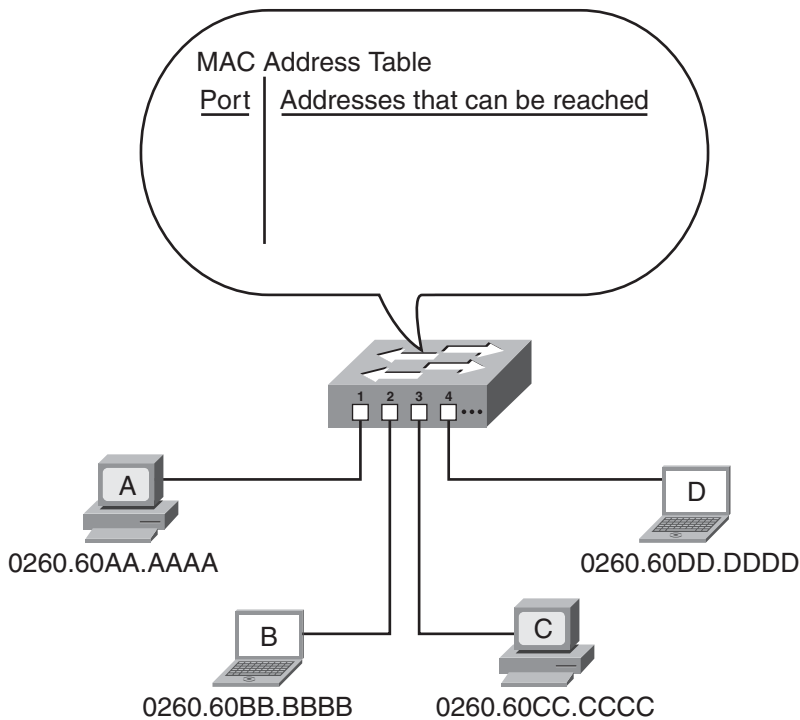 MAC Address Table
Port Addresses that can be reached
1 2 3 4
A
D
0260.60AA.AAAA
0260.60DD.DDDD
B
C
0260.60BB.BBBB
0260.60CC.CCCC